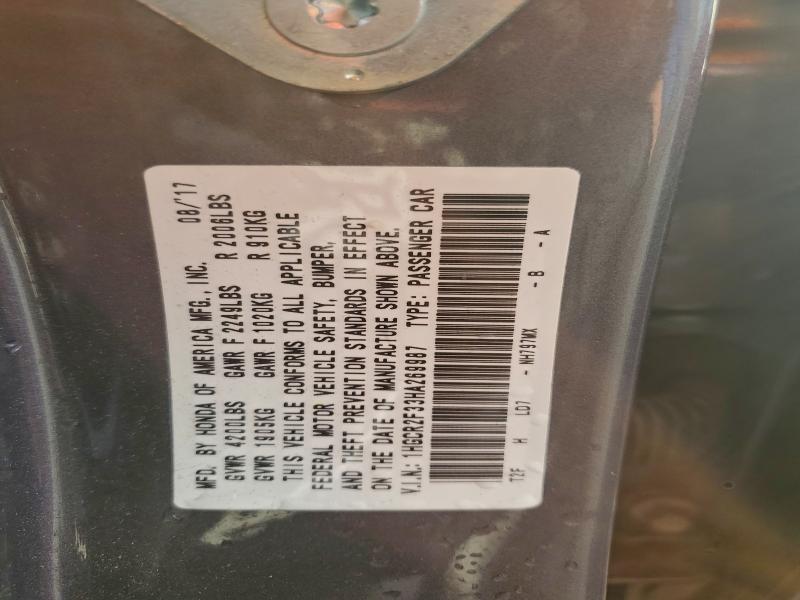 MFD. BY HONDA OF AMERICA MFG., INC. 08/'17
GVWR 4200LBS GAWR F 2249LBS R 2006LBS
GVWR 1905KG GAWR F 1020KG R 910KG
THIS VEHICLE CONFORMS TO ALL APPLICABLE
FEDERAL MOTOR VEHICLE SAFETY, BUMPER,
AND THEFT PREVENTION STANDARDS IN EFFECT
ON THE DATE OF MANUFACTURE SHOWN ABOVE.
V.I.N.: 1HGCR2F33HA269987 TYPE: PASSENGER CAR
T2F H LD7 - NH797MX - B - A